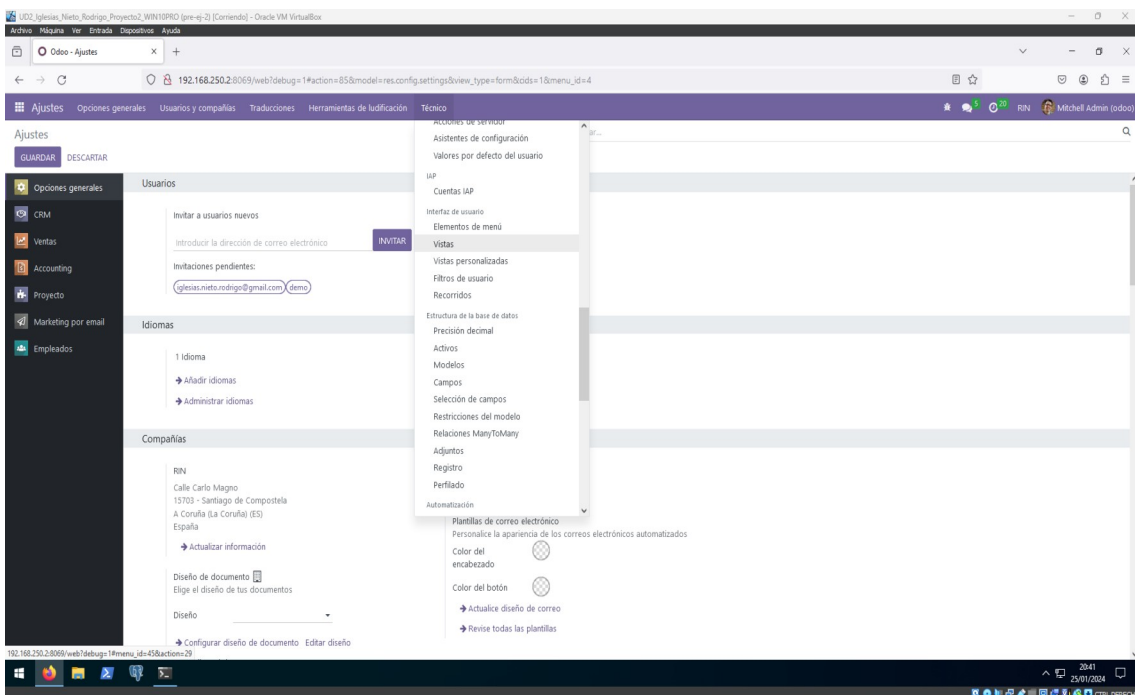 UD2_Iglesias_Nieto_Rodrigo_Proyecto2_WIN10PRO (pre-ej-2) [Corriendo] - Oracle VM VirtualBox
Archivo Máquina Ver Entrada Dispositivos Ayuda
Odoo - Ajustes
192.168.250.2:8069/web?debug=1#action=85&model=res.config.settings&view_type=form&cids=1&menu_id=4
Ajustes Opciones generales Usuarios y compañías Traducciones Herramientas de ludificación Técnico 5 20 RIN Mitchell Admin (odoo)
Ajustes
GUARDAR DESCARTAR
Opciones generales
CRM
Ventas
Accounting
Proyecto
Marketing por email
Empleados
Usuarios
Invitar a usuarios nuevos
Introducir la dirección de correo electrónico INVITAR
Invitaciones pendientes:
iglesias.nieto.rodrigo@gmail.com demo
Idiomas
1 Idioma
Añadir idiomas
Administrar idiomas
Compañías
RIN
Calle Carlo Magno
15703 - Santiago de Compostela
A Coruña (La Coruña) (ES)
España
Actualizar información
Diseño de documento
Elige el diseño de tus documentos
Diseño
Configurar diseño de documento Editar diseño
Acciones de servidor
Asistentes de configuración
Valores por defecto del usuario
IAP
Cuentas IAP
Interfaz de usuario
Elementos de menú
Vistas
Vistas personalizadas
Filtros de usuario
Recorridos
Estructura de la base de datos
Precisión decimal
Activos
Modelos
Campos
Selección de campos
Restricciones del modelo
Relaciones ManyToMany
Adjuntos
Registro
Perfilado
Automatización
Plantillas de correo electrónico
Personalice la apariencia de los correos electrónicos automatizados
Color del
encabezado
Color del botón
Actualice diseño de correo
Revise todas las plantillas
192.168.250.2:8069/web?debug=1#menu_id=45&action=29
20:41
25/01/2024
CTRL DERECHA